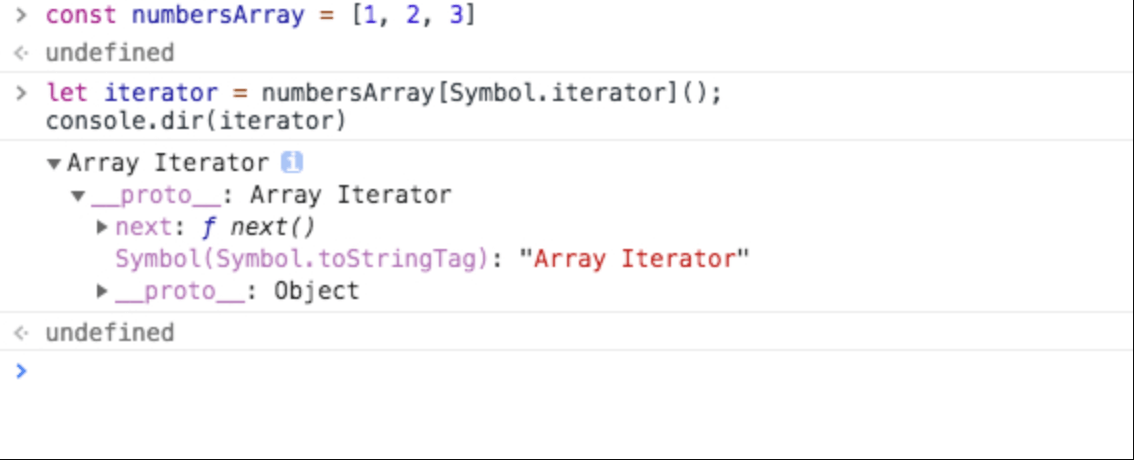 > const numbersArray = [1, 2, 3]
<· undefined
> let iterator = numbersArray[Symbol.iterator]();
console.dir(iterator)
▼Array Iterator i
▼__proto__: Array Iterator
▶next: ƒ next()
Symbol(Symbol.toStringTag): "Array Iterator"
▶__proto__: Object
<· undefined
>